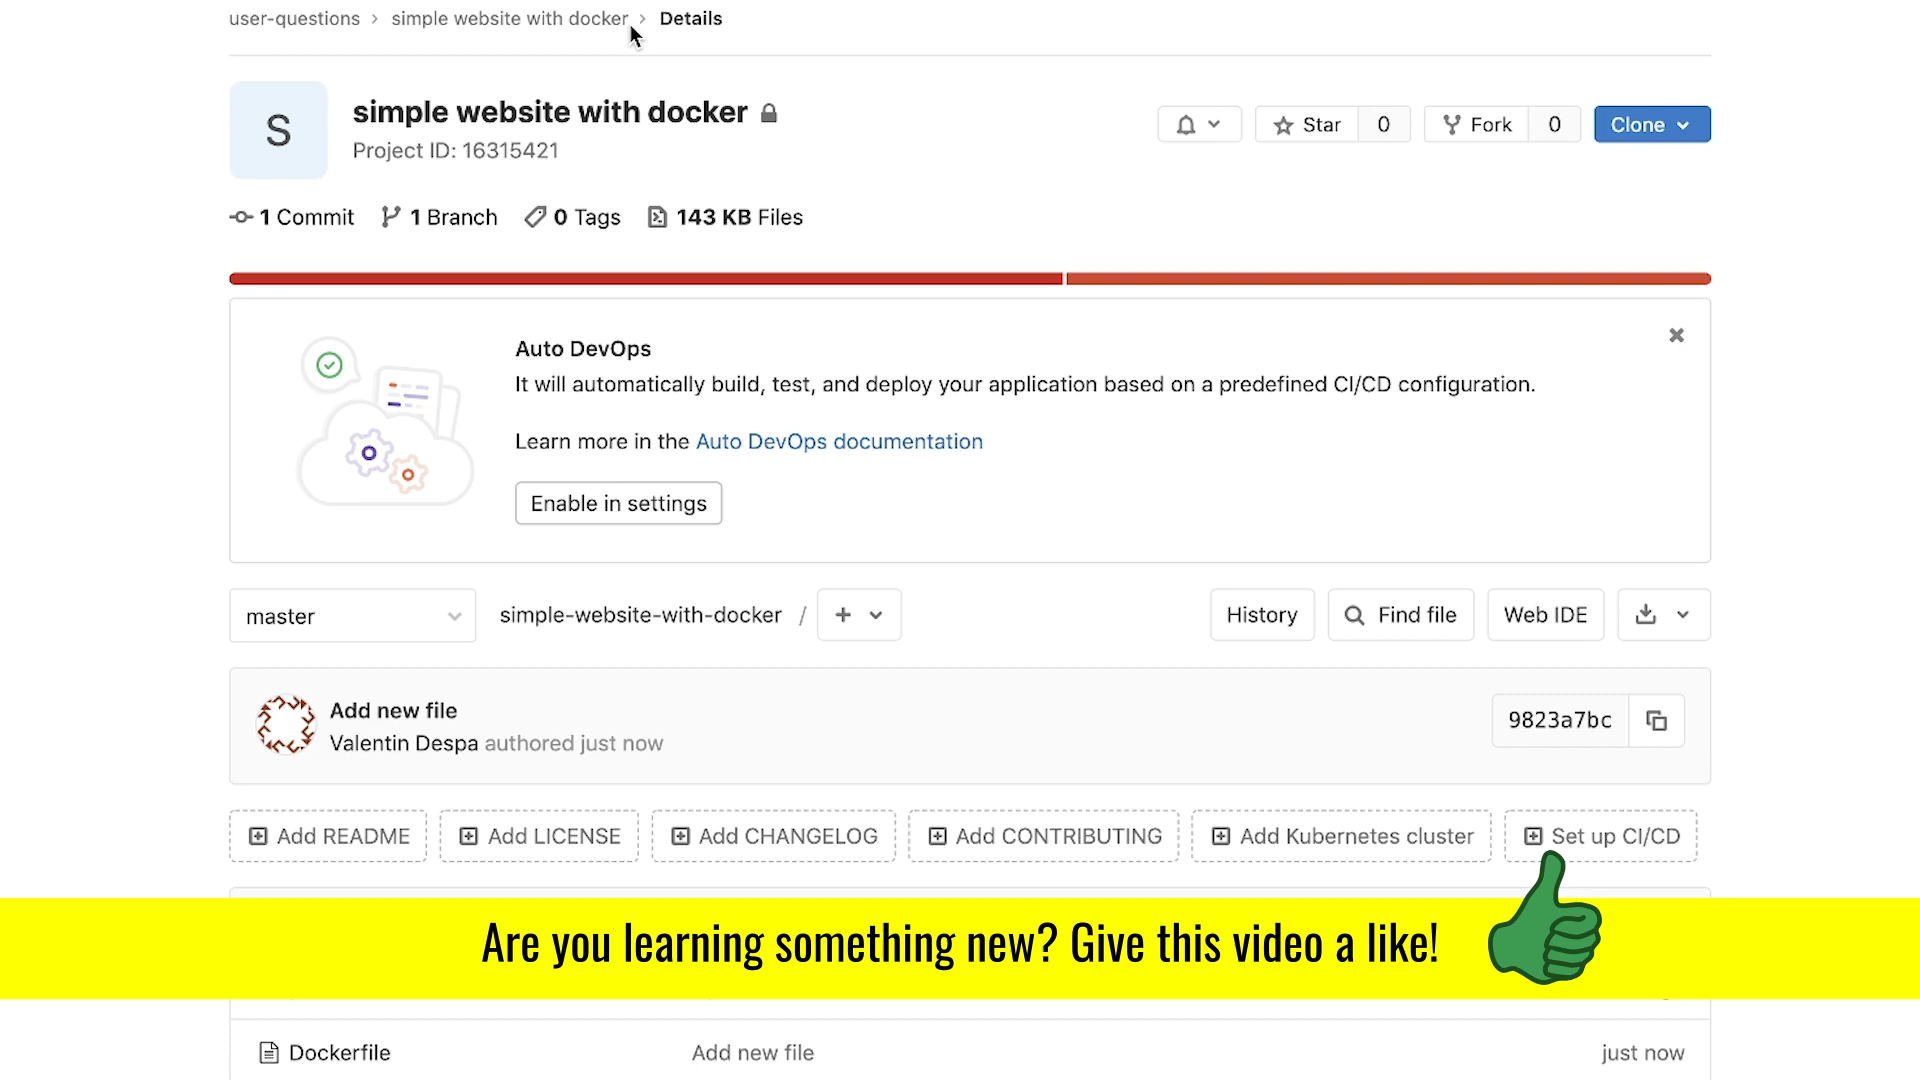 user-questions > simple website with docker > Details
S
simple website with docker
Project ID: 16315421
Star 0
Fork 0
Clone
1 Commit 1 Branch 0 Tags 143 KB Files
Auto DevOps
It will automatically build, test, and deploy your application based on a predefined CI/CD configuration.
Learn more in the Auto DevOps documentation
Enable in settings
master
simple-website-with-docker /
+
History
Find file
Web IDE
Add new file
Valentin Despa authored just now
9823a7bc
Add README
Add LICENSE
Add CHANGELOG
Add CONTRIBUTING
Add Kubernetes cluster
Set up CI/CD
Are you learning something new? Give this video a like!
Dockerfile
Add new file
just now